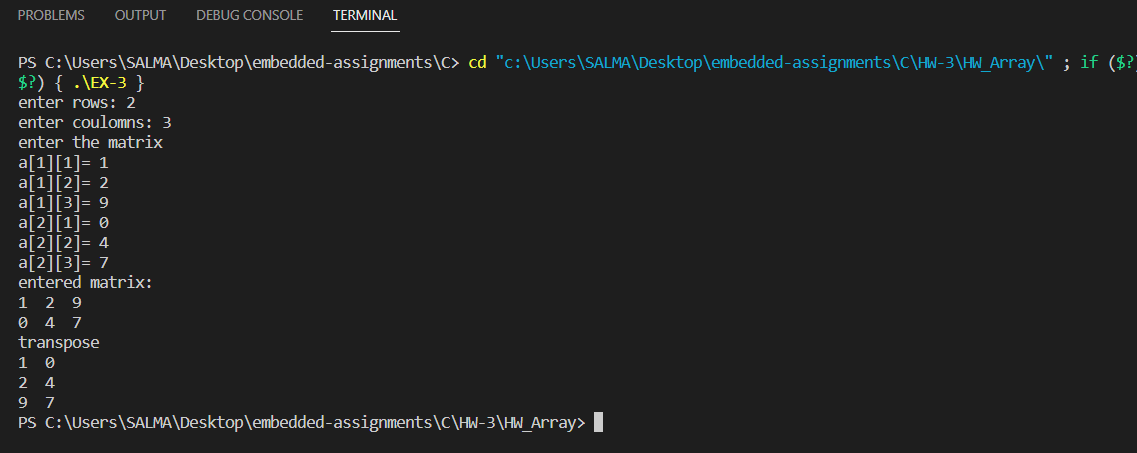 PROBLEMS OUTPUT DEBUG CONSOLE TERMINAL
PS C:\Users\SALMA\Desktop\embedded-assignments\C> cd "c:\Users\SALMA\Desktop\embedded-assignments\C\HW-3\HW_Array\" ; if ($?)
$?) { .\EX-3 }
enter rows: 2
enter coulomns: 3
enter the matrix
a[1][1]= 1
a[1][2]= 2
a[1][3]= 9
a[2][1]= 0
a[2][2]= 4
a[2][3]= 7
entered matrix:
1 2 9
0 4 7
transpose
1 0
2 4
9 7
PS C:\Users\SALMA\Desktop\embedded-assignments\C\HW-3\HW_Array>